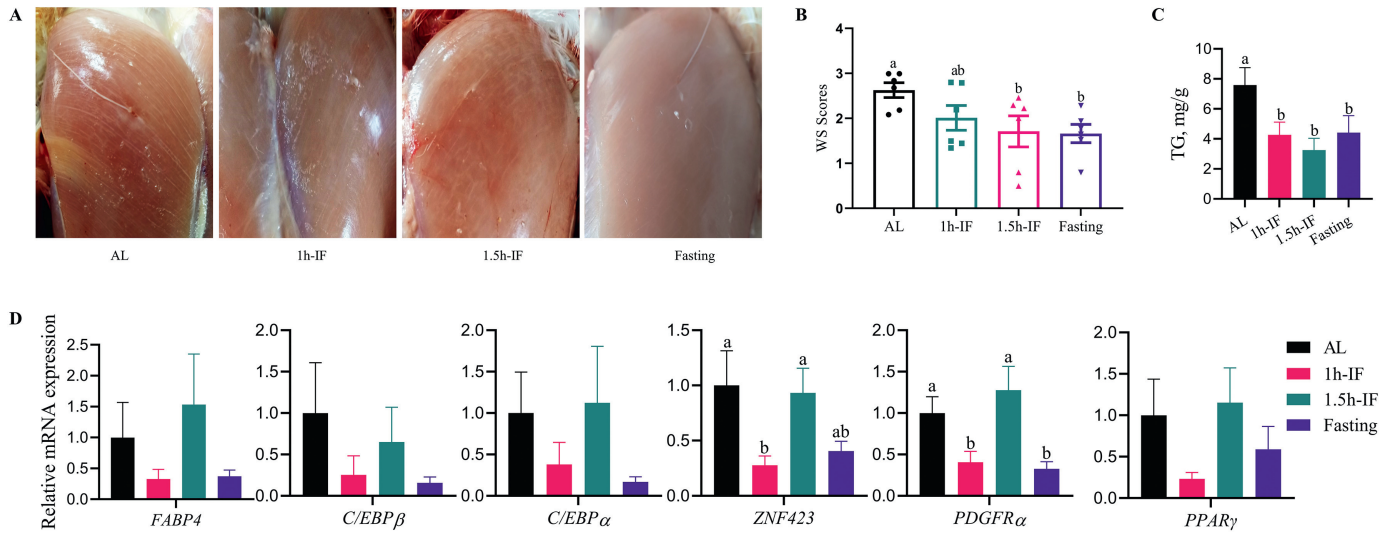 A
AL
1h-IF
1.5h-IF
Fasting
B
WS Scores
4
3
2
1
0
a
ab
b
b
AL
1h-IF
1.5h-IF
Fasting
C
TG, mg/g
10
8
6
4
2
0
a
b
b
b
AL
1h-IF
1.5h-IF
Fasting
D
Relative mRNA expression
2.5
2.0
1.5
1.0
0.5
0.0
FABP4
2.0
1.5
1.0
0.5
0.0
C/EBPβ
2.0
1.5
1.0
0.5
0.0
C/EBPα
1.5
1.0
0.5
0.0
a
b
a
ab
ZNF423
2.0
1.5
1.0
0.5
0.0
a
b
a
b
PDGFRα
2.0
1.5
1.0
0.5
0.0
PPARγ
AL
1h-IF
1.5h-IF
Fasting